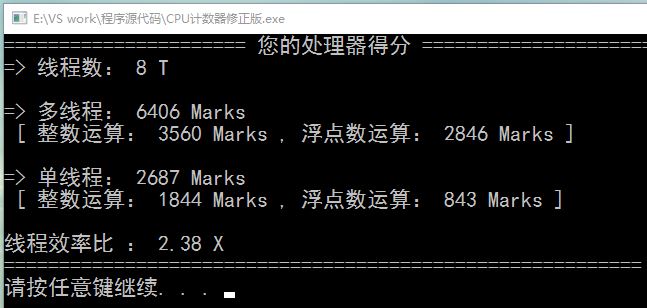 E:\VS work\程序源代码\CPU计数器修正版.exe
==================== 您的处理器得分 ====================
=> 线程数： 8 T
=> 多线程： 6406 Marks
[ 整数运算： 3560 Marks , 浮点数运算： 2846 Marks ]
=> 单线程： 2687 Marks
[ 整数运算： 1844 Marks , 浮点数运算： 843 Marks ]
线程效率比 ： 2.38 X
========================================================
请按任意键继续. . .